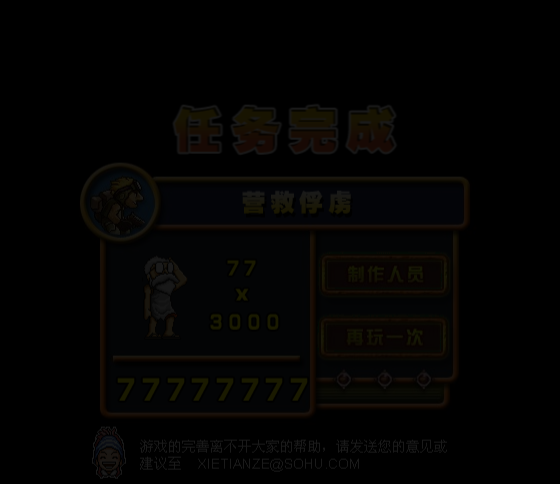 任务完成
营救俘虏
77
x
3000
制作人员
再玩一次
77777777
游戏的完善离不开大家的帮助，请发送您的意见或
建议至 XIETIANZE@SOHU.COM